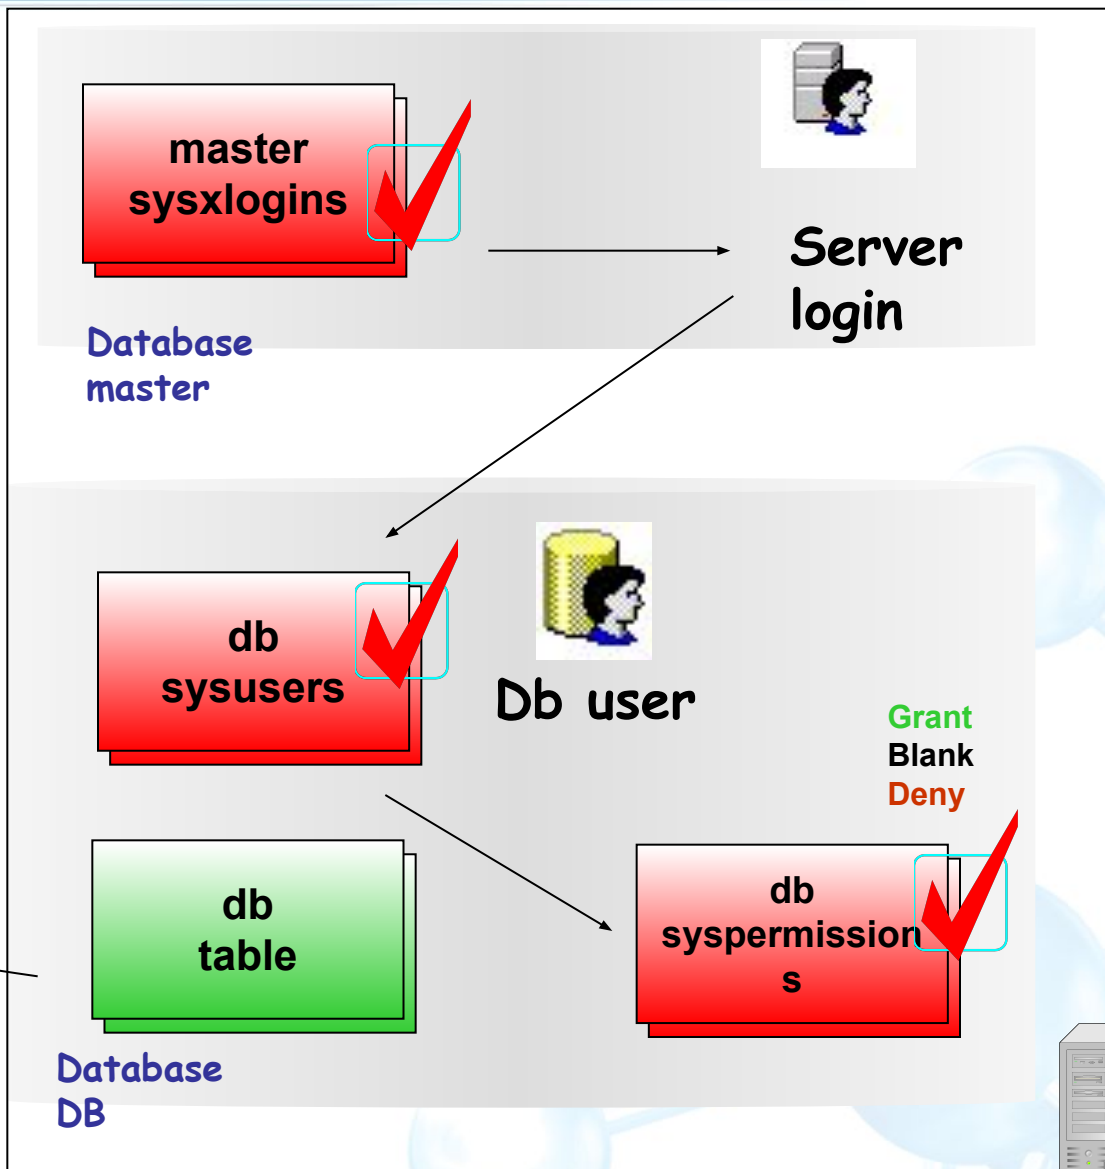 master
sysxlogins
Server
login
Database
master
db
sysusers
Db user
Grant
Blank
Deny
db
table
db
syspermission
s
Database
DB